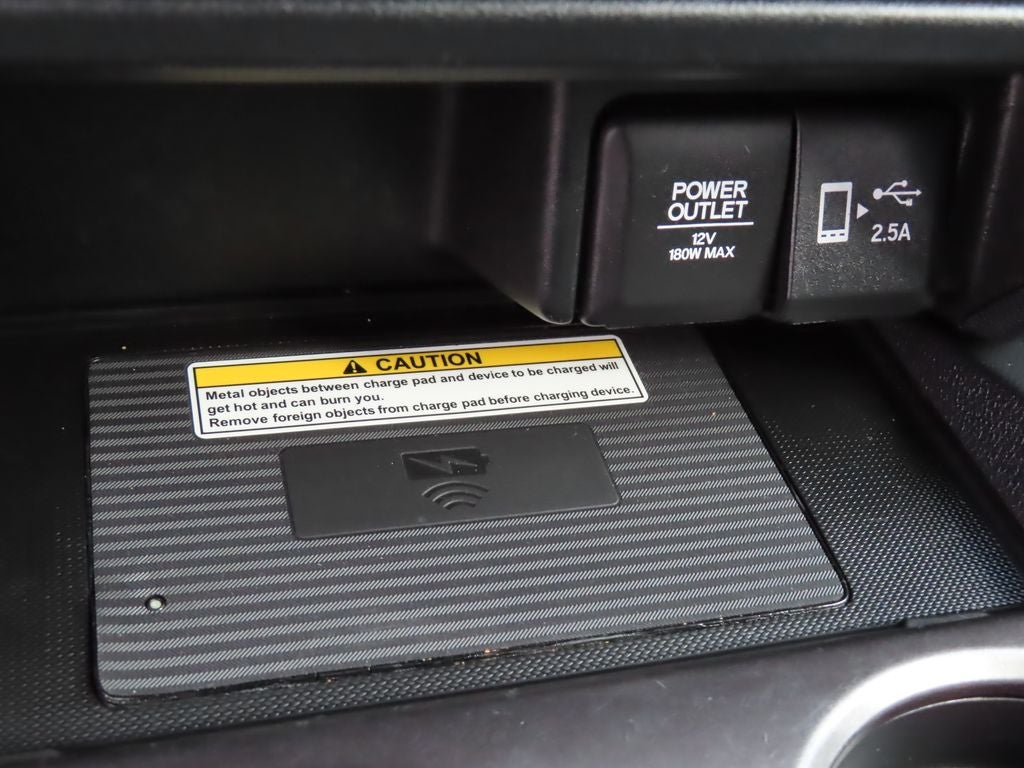 POWER
OUTLET
12V
180W MAX
2.5A
CAUTION
Metal objects between charge pad and device to be charged will
get hot and can burn you.
Remove foreign objects from charge pad before charging device.